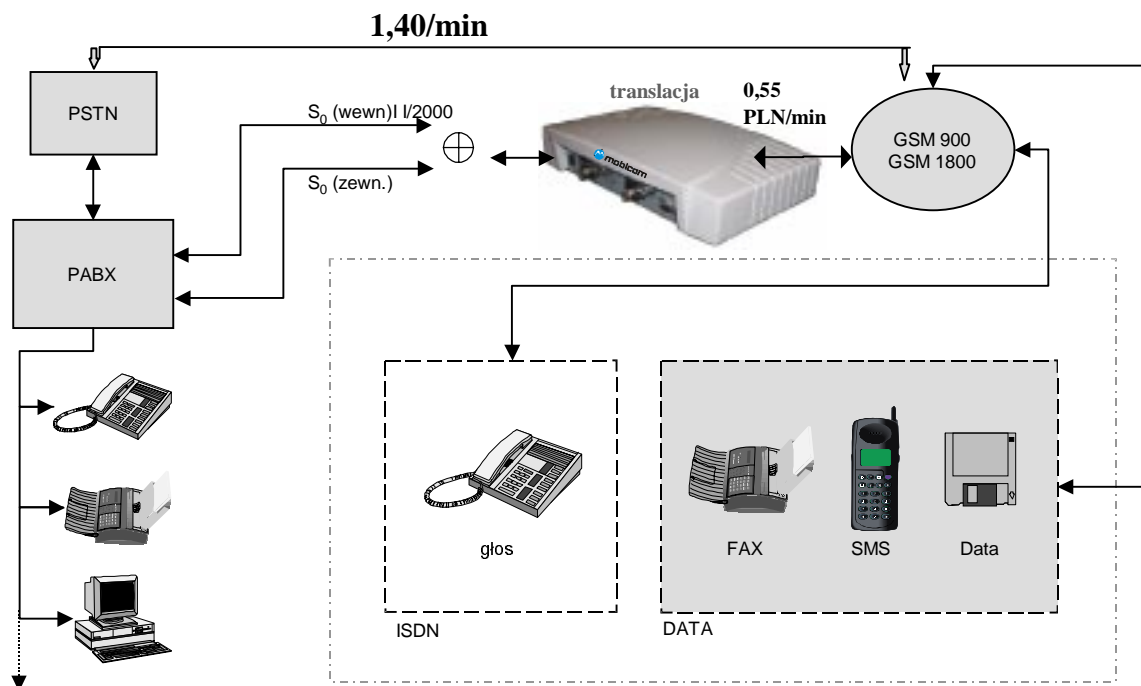 1,40/min
PSTN
translacja
0,55
PLN/min
S0 (wewn)I I/2000
mobicom
GSM 900
GSM 1800
S0 (zewn.)
PABX
głos
FAX
SMS
Data
ISDN
DATA